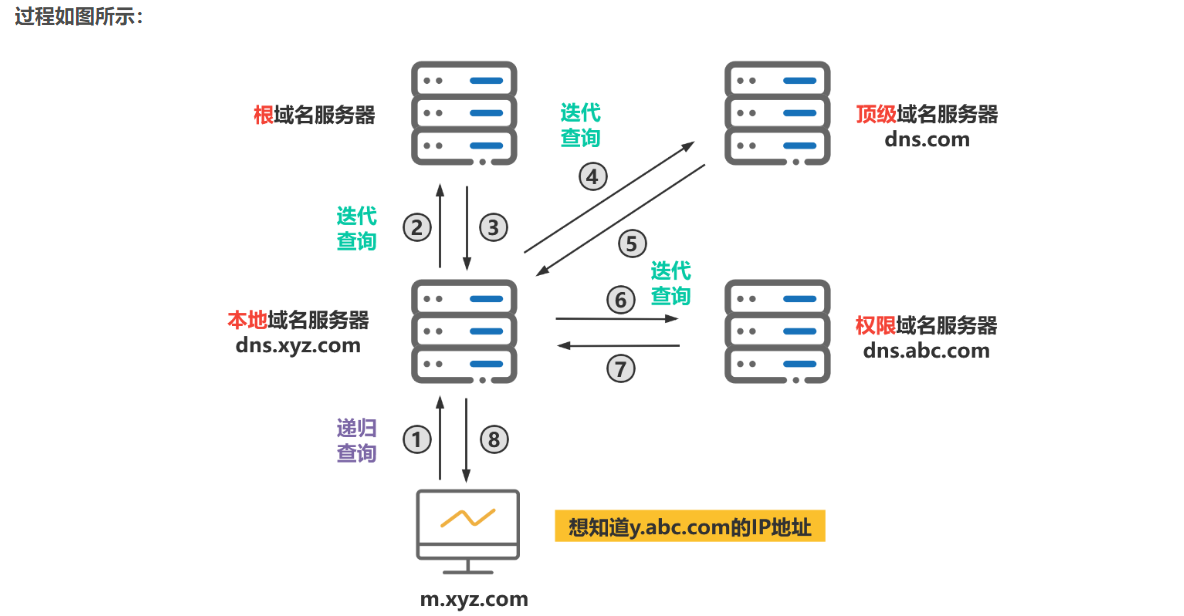 过程如图所示：
根域名服务器
迭代
查询
顶级域名服务器
dns.com
4
迭代
查询
2
3
5
迭代
查询
6
本地域名服务器
dns.xyz.com
权限域名服务器
dns.abc.com
7
递归
查询
1
8
想知道y.abc.com的IP地址
m.xyz.com